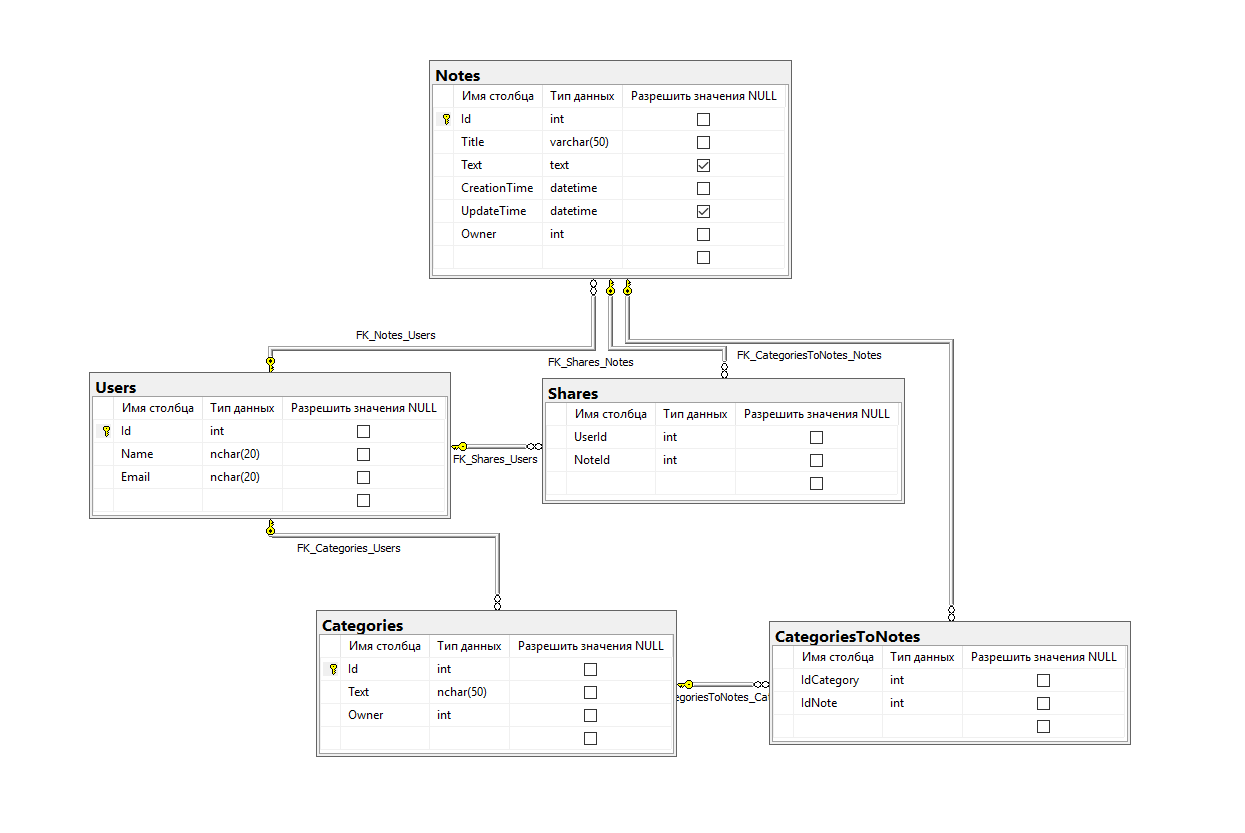 Notes
Имя столбца Тип данных Разрешить значения NULL
Id int
Title varchar(50)
Text text
CreationTime datetime
UpdateTime datetime
Owner int
FK_Notes_Users
FK_Shares_Notes
FK_CategoriesToNotes_Notes
Users
Имя столбца Тип данных Разрешить значения NULL
Id int
Name nchar(20)
Email nchar(20)
FK_Shares_Users
Shares
Имя столбца Тип данных Разрешить значения NULL
UserId int
NoteId int
FK_Categories_Users
Categories
Имя столбца Тип данных Разрешить значения NULL
Id int
Text nchar(50)
Owner int
egoriesToNotes_Cat
CategoriesToNotes
Имя столбца Тип данных Разрешить значения NULL
IdCategory int
IdNote int